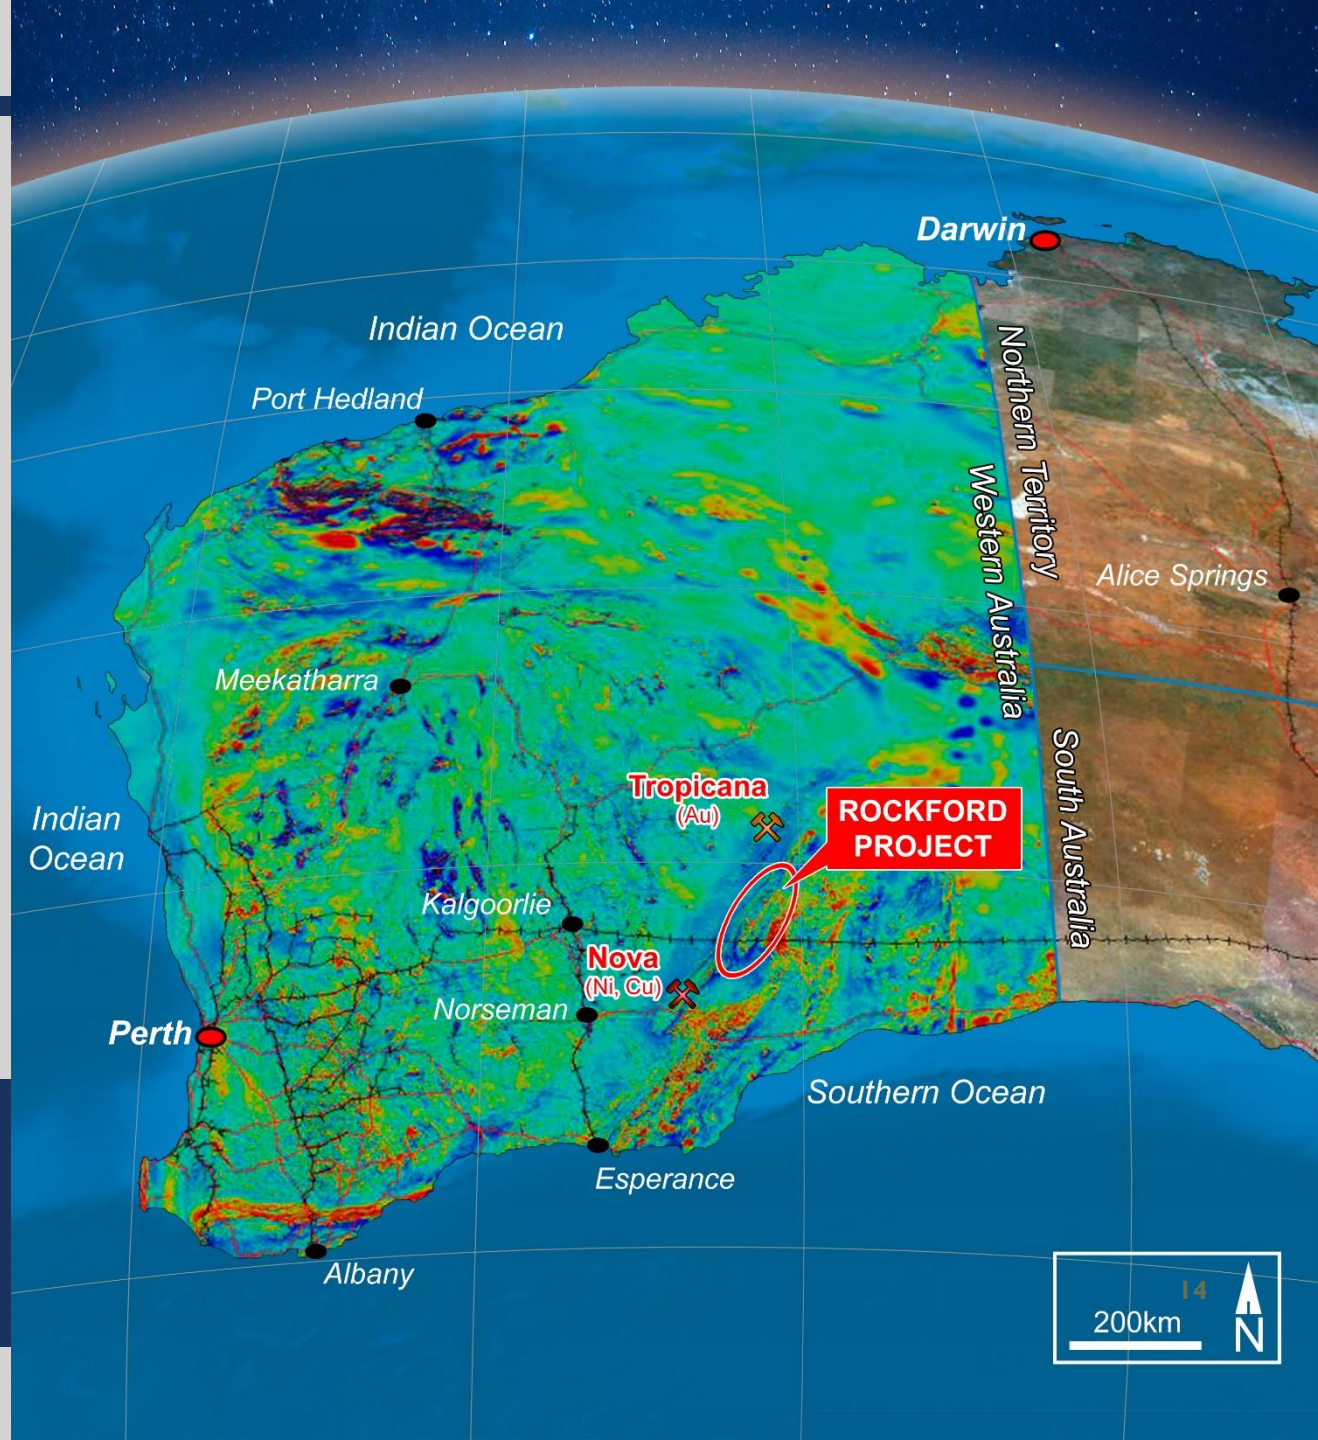 Darwin
Indian Ocean
Port Hedland
Northern Territory
Western Australia
Alice Springs
Meekatharra
South Australia
Tropicana
(Au)
ROCKFORD
PROJECT
Indian
Ocean
Kalgoorlie
Nova
(Ni, Cu)
Norseman
Perth
Southern Ocean
Esperance
Albany
14
200km
N